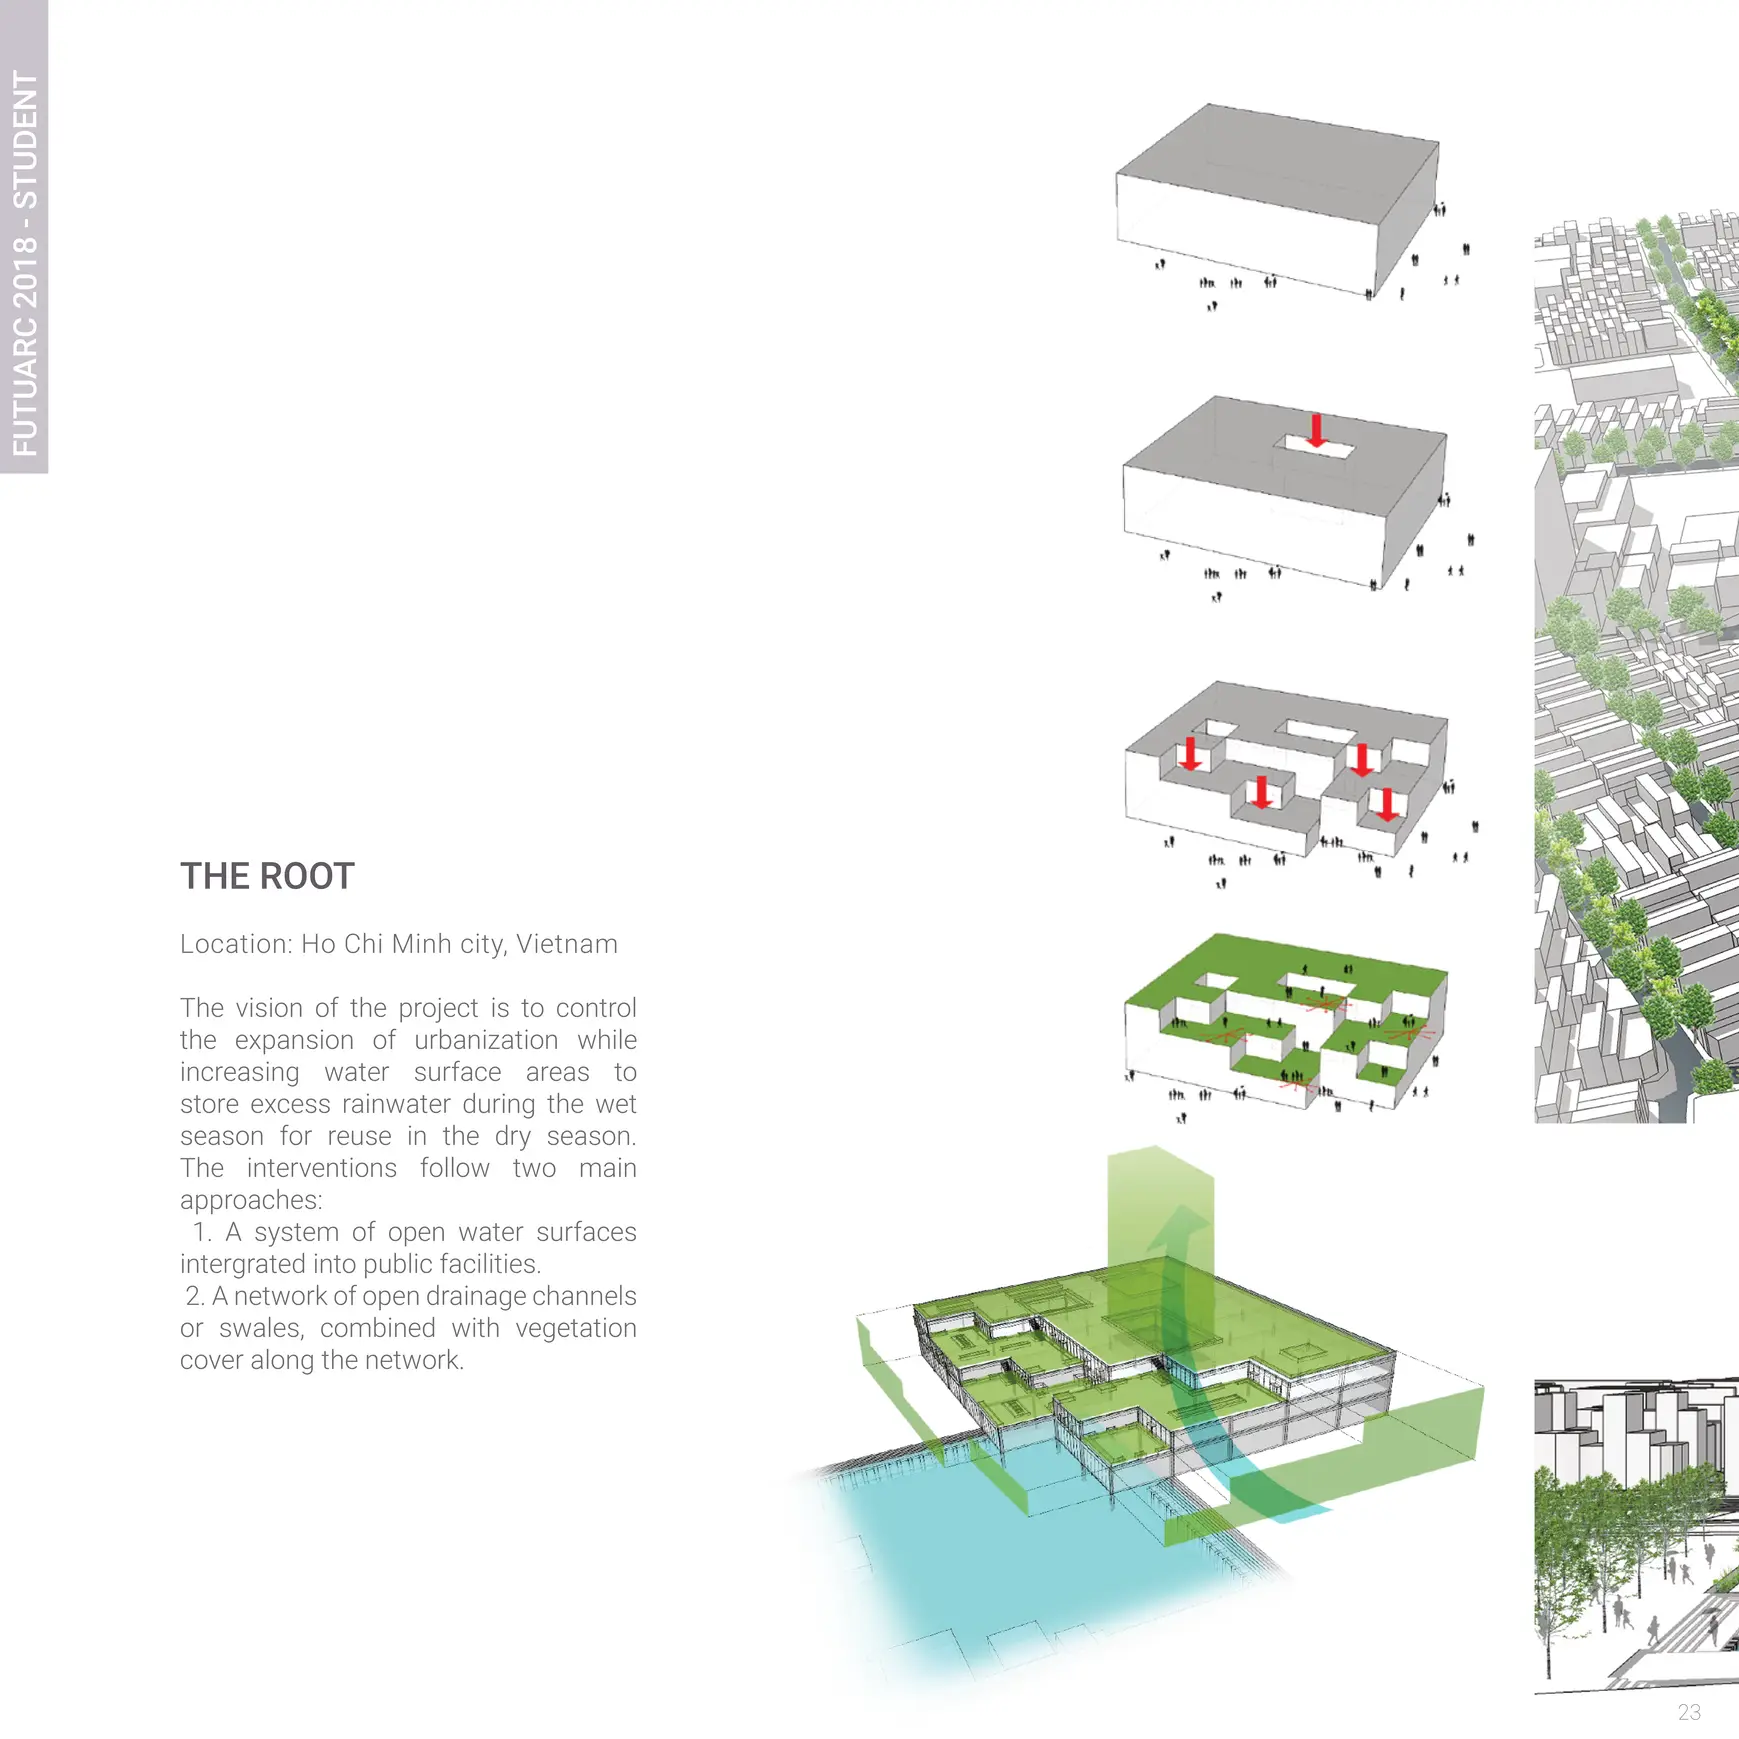 FUTUARC 2018 - STUDENT
THE ROOT
Location: Ho Chi Minh city, Vietnam
The vision of the project is to control
the expansion of urbanization while
increasing water surface areas to
store excess rainwater during the wet
season for reuse in the dry season.
The interventions follow two main
approaches:
1. A system of open water surfaces
intergrated into public facilities.
2. A network of open drainage channels
or swales, combined with vegetation
cover along the network.
23